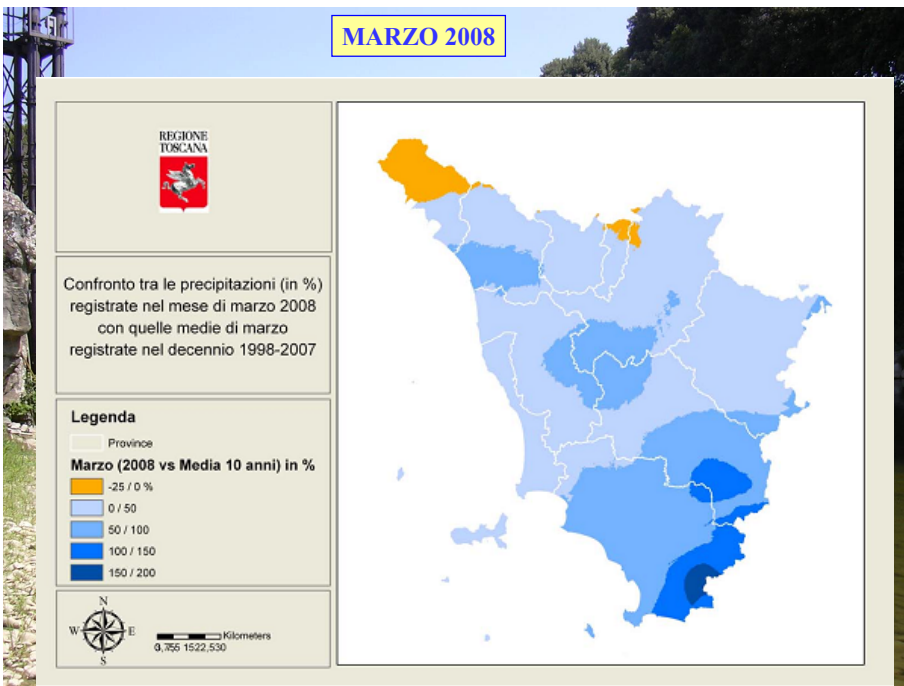 MARZO 2008
REGIONE
TOSCANA
Confronto tra le precipitazioni (in %)
registrate nel mese di marzo 2008
con quelle medie di marzo
registrate nel decennio 1998-2007
Legenda
Province
Marzo (2008 vs Media 10 anni) in %
-25 / 0 %
0 / 50
50 / 100
100 / 150
150 / 200
N
W E
S
Kilometers
1522,530